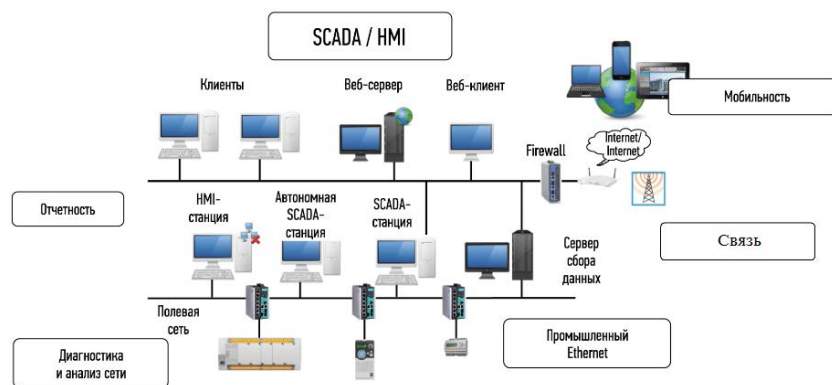 SCADA / HMI
Клиенты
Веб-сервер
Веб-клиент
Мобильность
Firewall
Internet/
Internet
Отчетность
HMI-
станция
Автономная
SCADA-
станция
SCADA-
станция
Сервер
сбора
данных
Связь
Полевая
сеть
Промышленный
Ethernet
Диагностика
и анализ сети